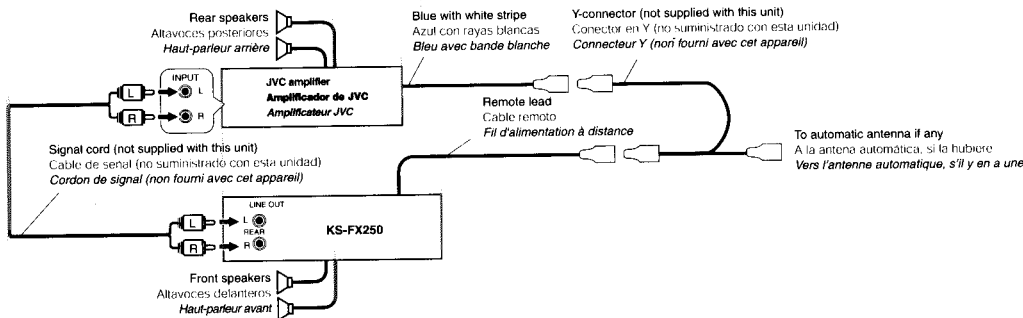 Rear speakers
Altavoces posteriores
Haut-parleur arrière
Blue with white stripe
Azul con rayas blancas
Bleu avec bande blanche
Y-connector (not supplied with this unit)
Conector en Y (no suministrado con esta unidad)
Connecteur Y (non fourni avec cet appareil)
INPUT
L
L
R
R
JVC amplifier
Amplificador de JVC
Amplificateur JVC
Remote lead
Cable remoto
Fil d'alimentation à distance
To automatic antenna if any
A la antena automática, si la hubiere
Vers l'antenne automatique, s'il y en a une
Signal cord (not supplied with this unit)
Cable de senal (no suministrado con esta unidad)
Cordon de signal (non fourni avec cet appareil)
LINE OUT
L
L
REAR
R
R
KS-FX250
Front speakers
Altavoces delanteros
Haut-parleur avant